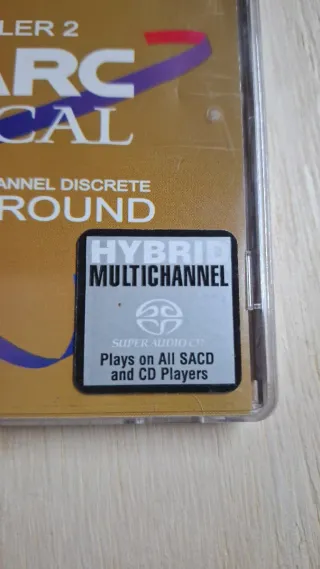 LER 2
ARC
CAL
ANNEL DISCRETE
ROUND
HYBRID
MULTICHANNEL
SUPER AUDIO CD
Plays on All SACD
and CD Players